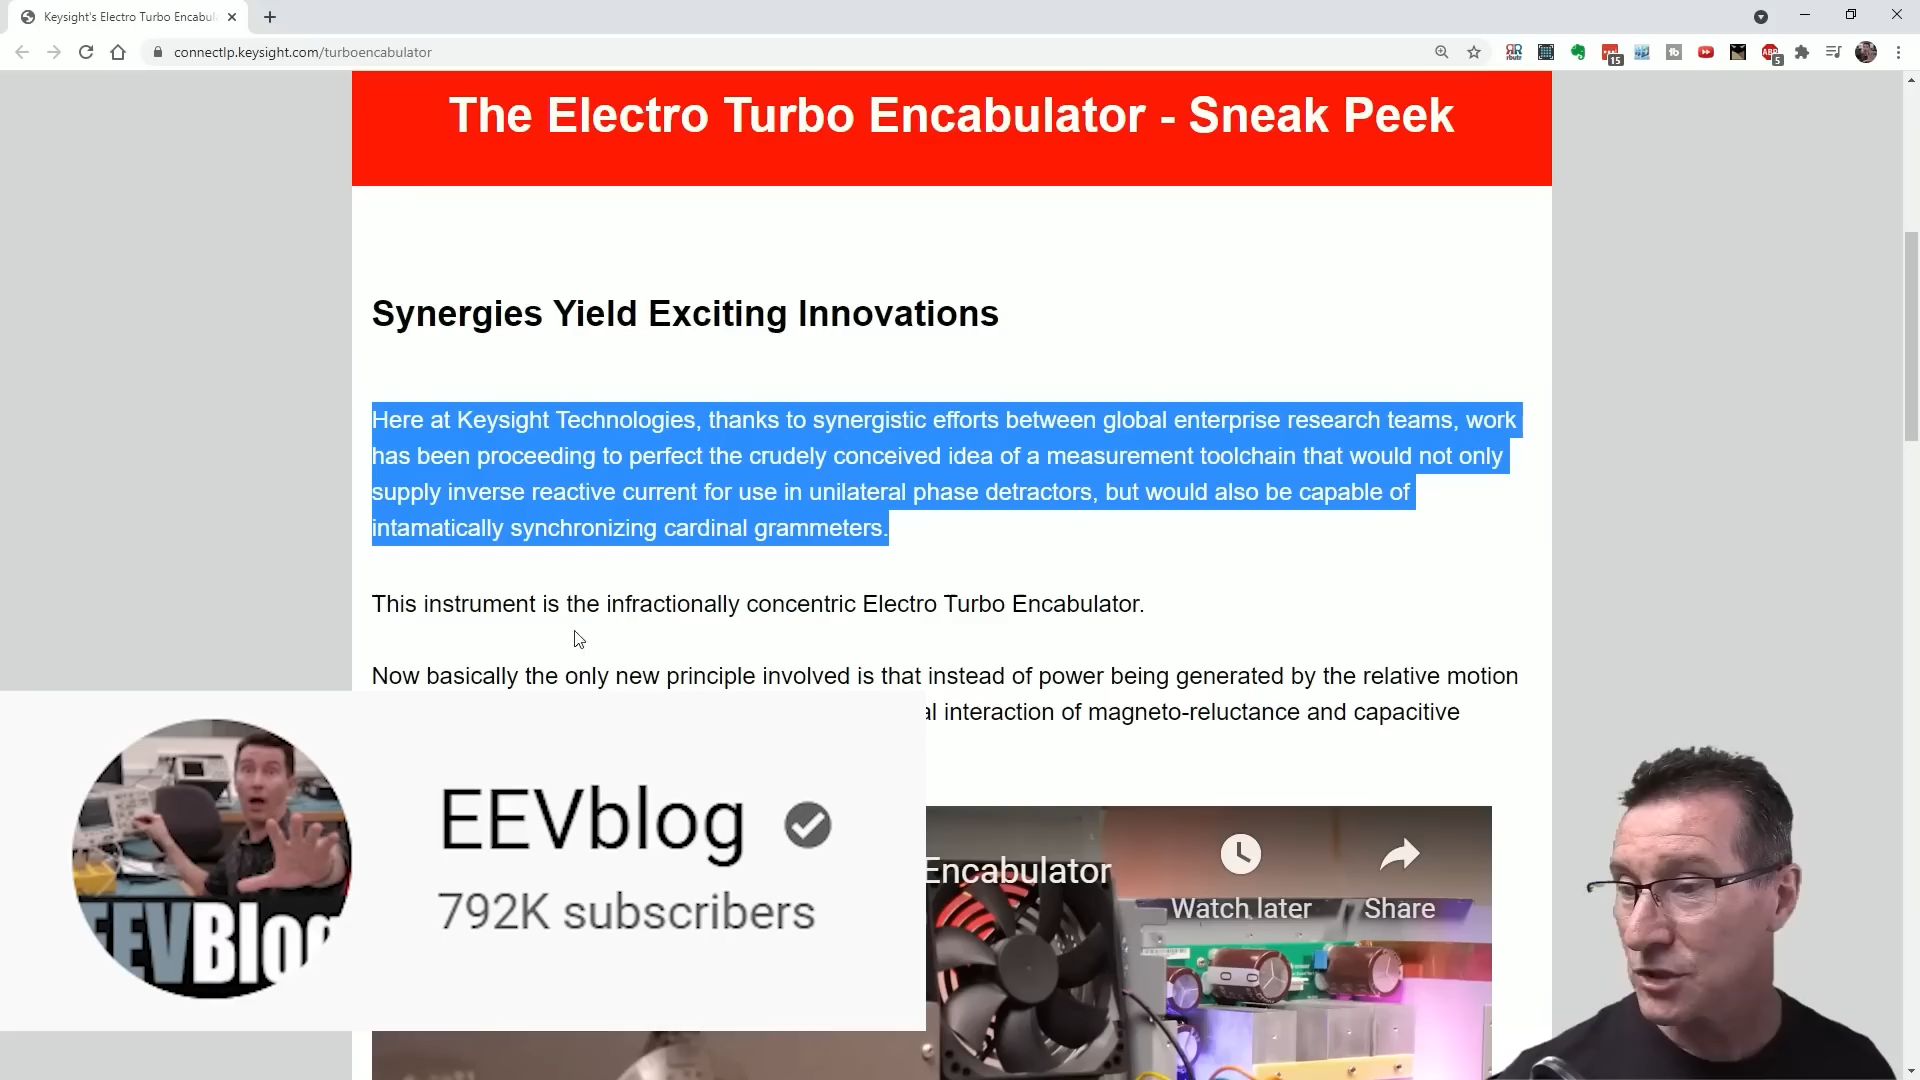 Keysight's Electro Turbo Encabul
connectlp.keysight.com/turboencabulator
15
5
The Electro Turbo Encabulator - Sneak Peek
Synergies Yield Exciting Innovations
Here at Keysight Technologies, thanks to synergistic efforts between global enterprise research teams, work
has been proceeding to perfect the crudely conceived idea of a measurement toolchain that would not only
supply inverse reactive current for use in unilateral phase detractors, but would also be capable of
intamatically synchronizing cardinal grammeters.
This instrument is the infractionally concentric Electro Turbo Encabulator.
Now basically the only new principle involved is that instead of power being generated by the relative motion
al interaction of magneto-reluctance and capacitive
EEVblog
792K subscribers
EEVBlog
Encabulator
Watch later
Share